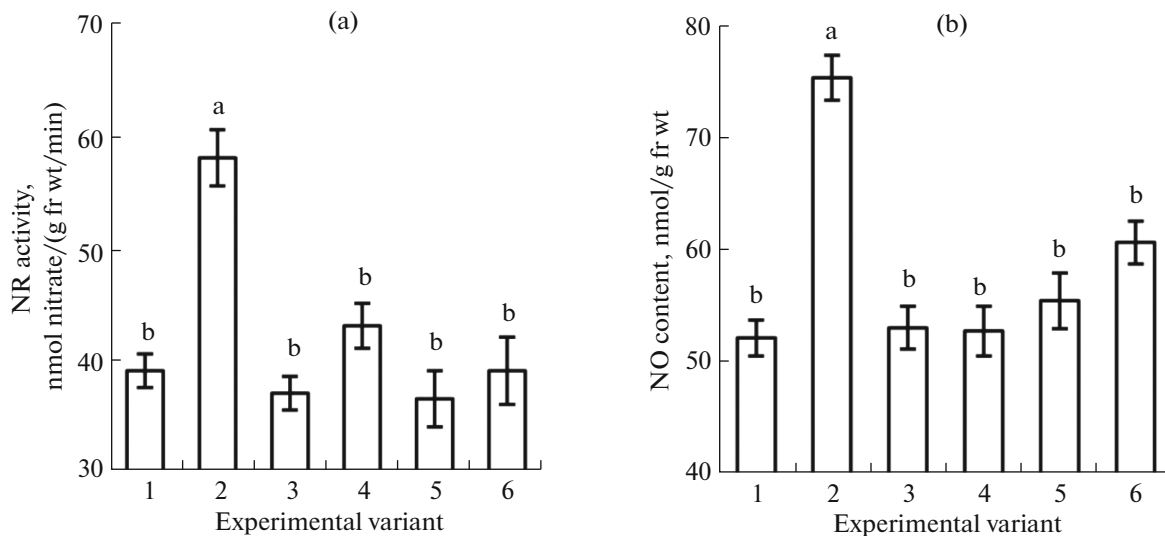 (a)
NR activity,
nmol nitrate/(g fr wt/min)
70
60
50
40
30
b
a
b
b
b
b
1 2 3 4 5 6
Experimental variant
(b)
NO content, nmol/g fr wt
80
70
60
50
40
b
a
b
b
b
b
1 2 3 4 5 6
Experimental variant